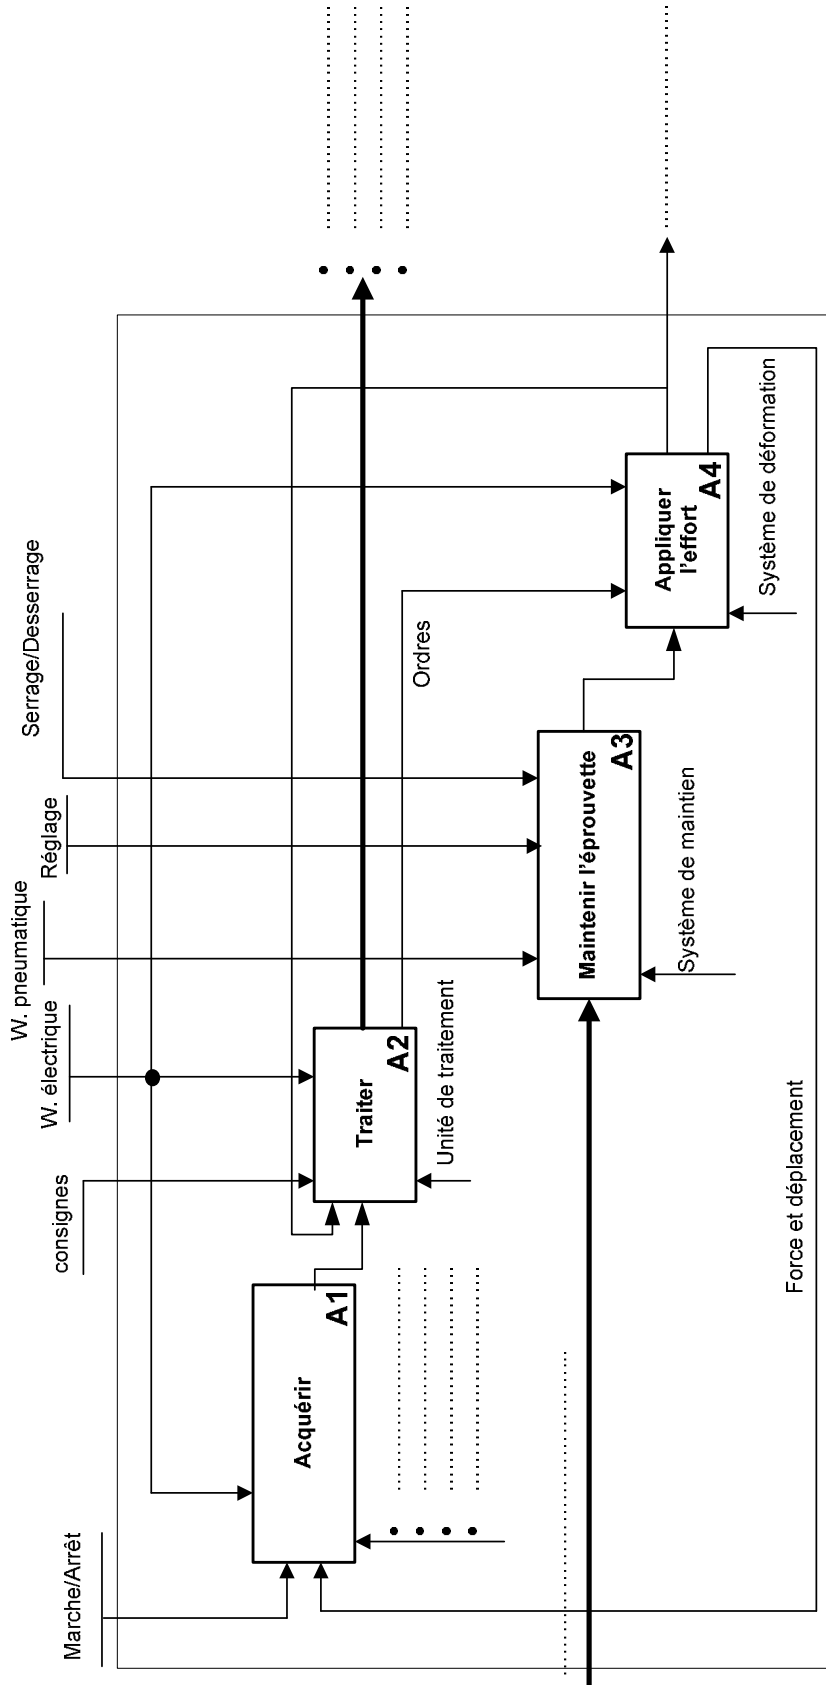 Marche/Arrêt
consignes
W. électrique
W. pneumatique
Réglage
Serrage/Desserrage
Acquérir
A1
Traiter
A2
Unité de traitement
Ordres
Maintenir l'éprouvette
A3
Système de maintien
Appliquer
l'effort
A4
Système de déformation
Force et déplacement